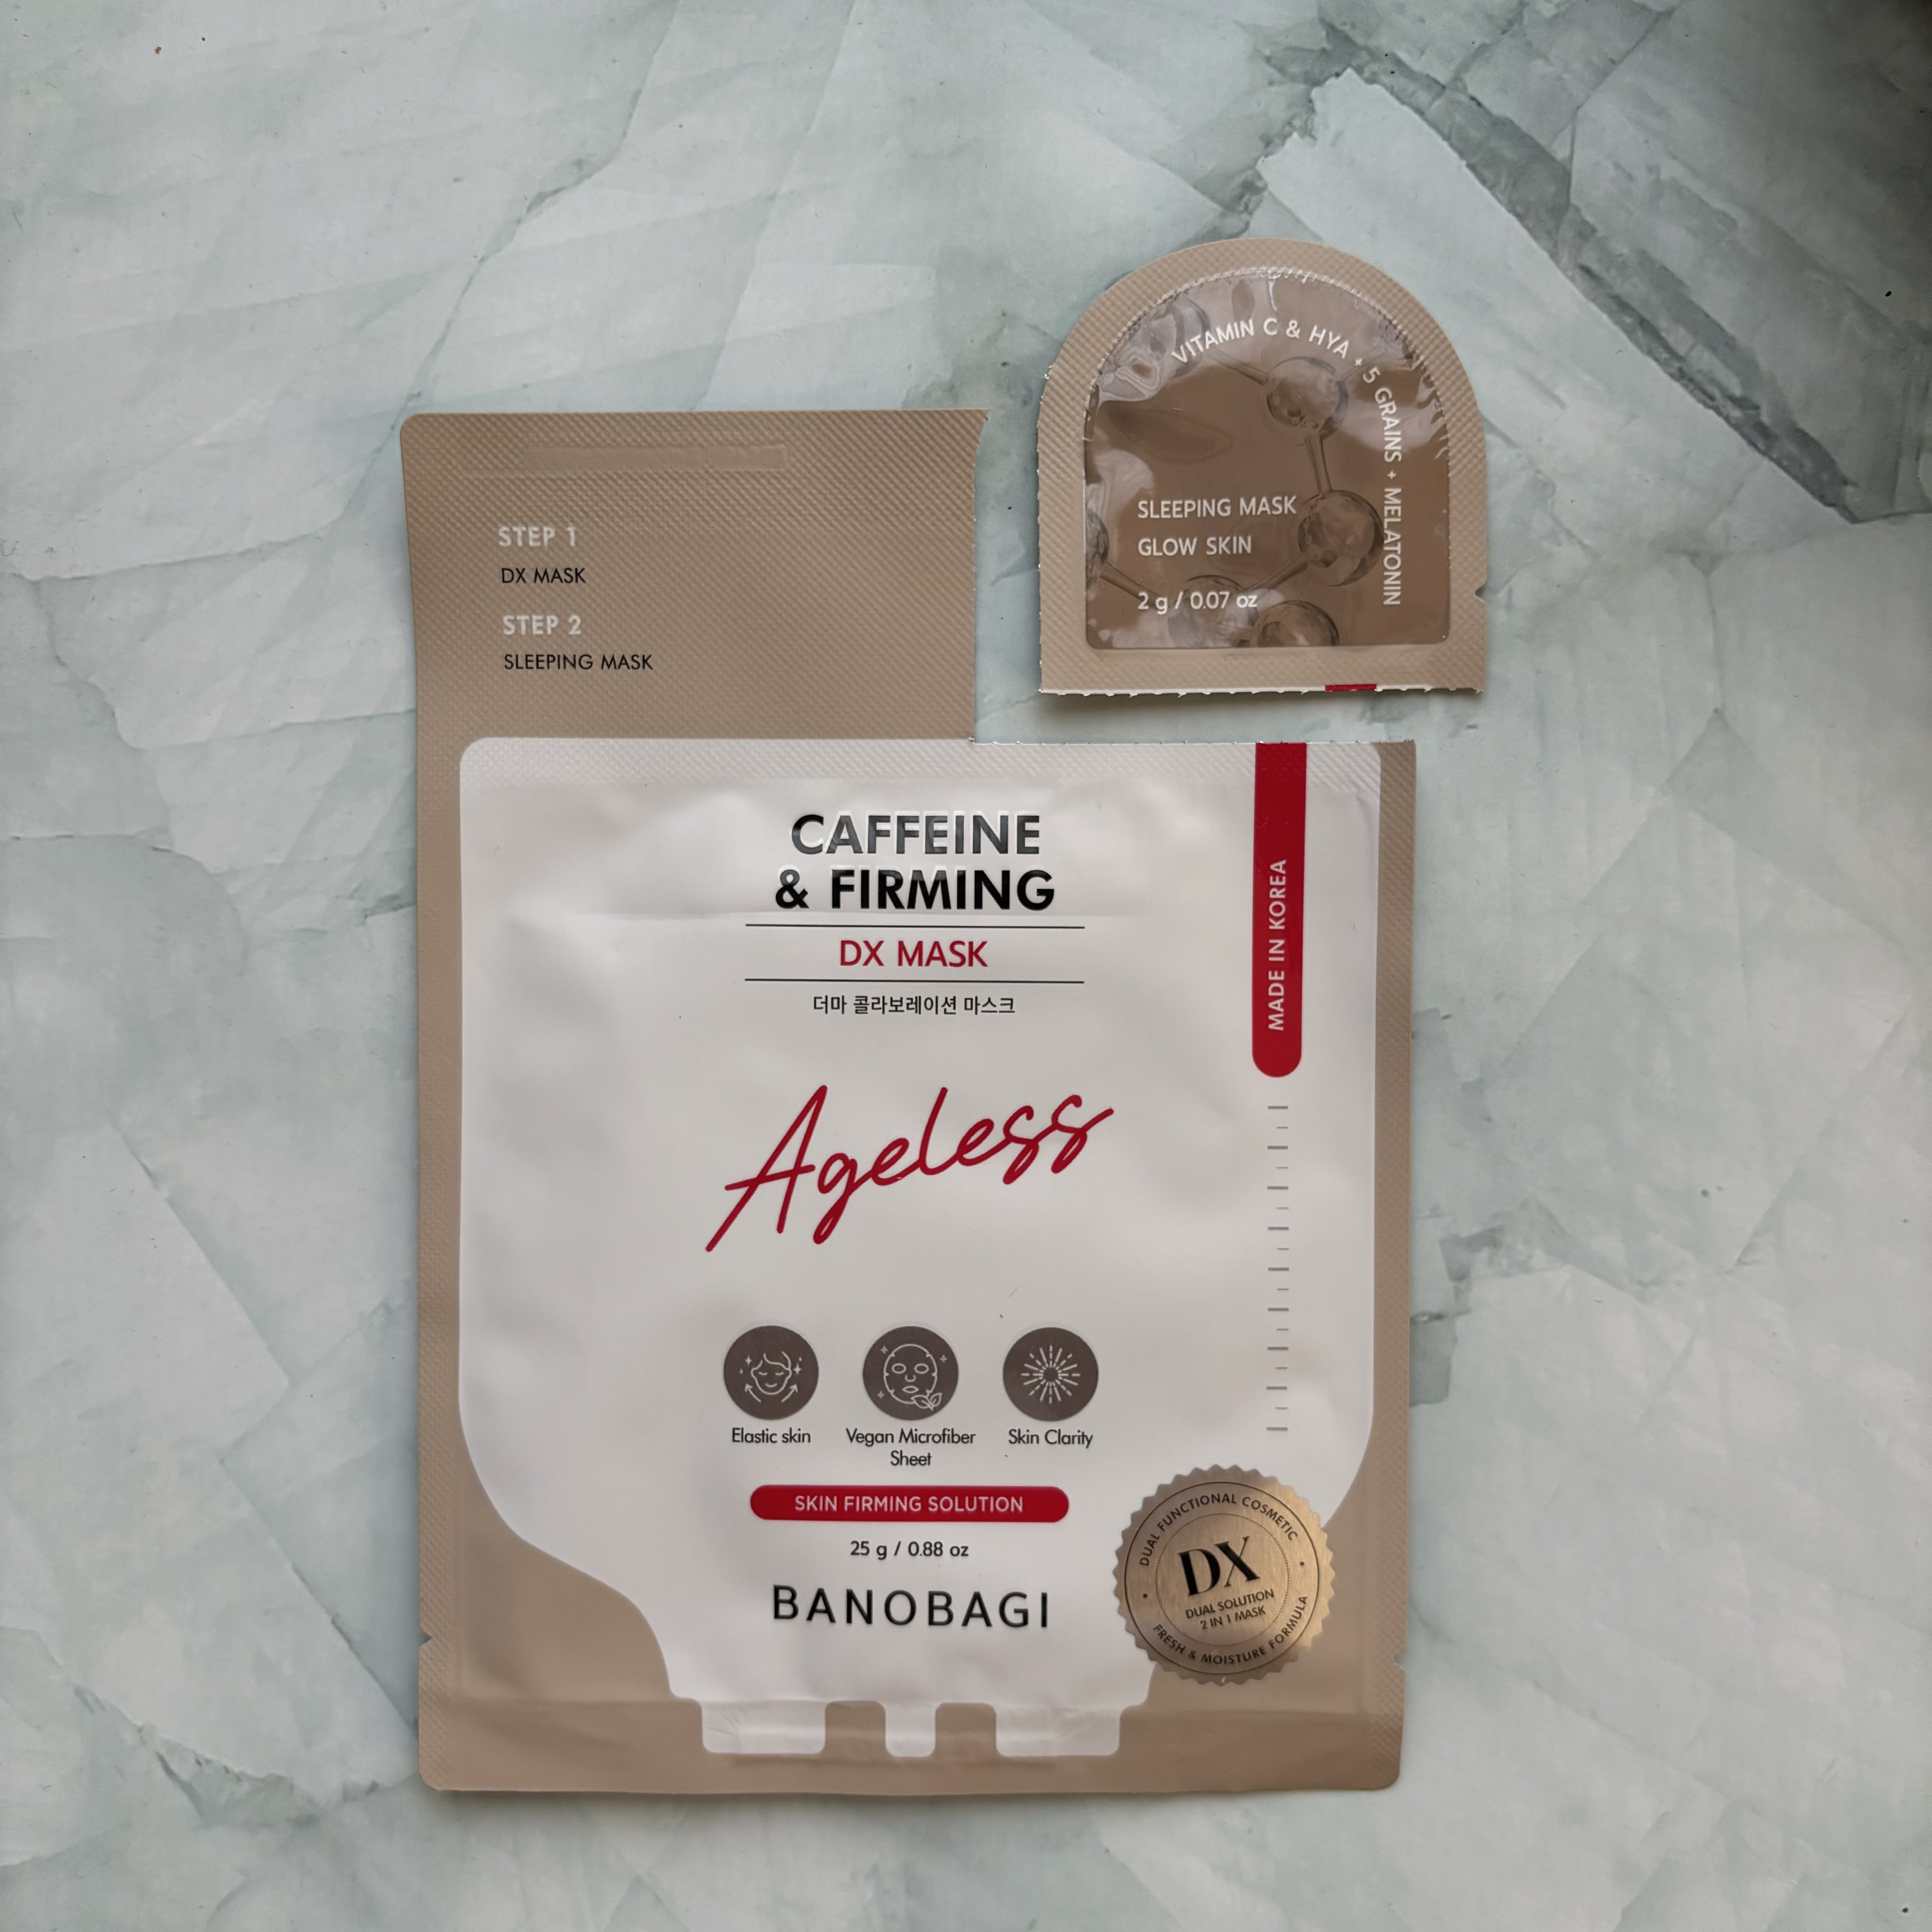 VITAMIN C & HYA + 5 GRAINS + MELATONIN
SLEEPING MASK
GLOW SKIN
2 g / 0.07 oz
STEP 1
DX MASK
STEP 2
SLEEPING MASK
CAFFEINE
& FIRMING
DX MASK
더마 콜라보레이션 마스크
MADE IN KOREA
Ageless
Elastic skin
Vegan Microfiber
Sheet
Skin Clarity
SKIN FIRMING SOLUTION
25 g / 0.88 oz
BANOBAGI
DUAL FUNCTIONAL COSMETIC
DX
DUAL SOLUTION
2 IN 1 MASK
FRESH & MOISTURE FORMULA